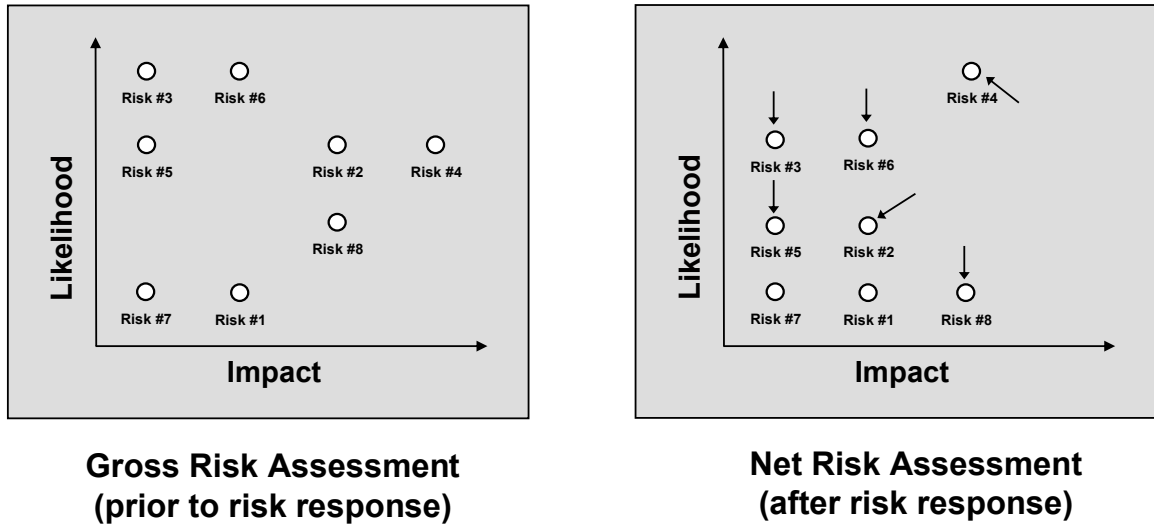 Risk #3
Risk #6
Risk #5
Risk #2
Risk #4
Risk #8
Risk #7
Risk #1
Likelihood
Impact
Gross Risk Assessment
(prior to risk response)
Risk #4
Risk #3
Risk #6
Risk #5
Risk #2
Risk #7
Risk #1
Risk #8
Likelihood
Impact
Net Risk Assessment
(after risk response)